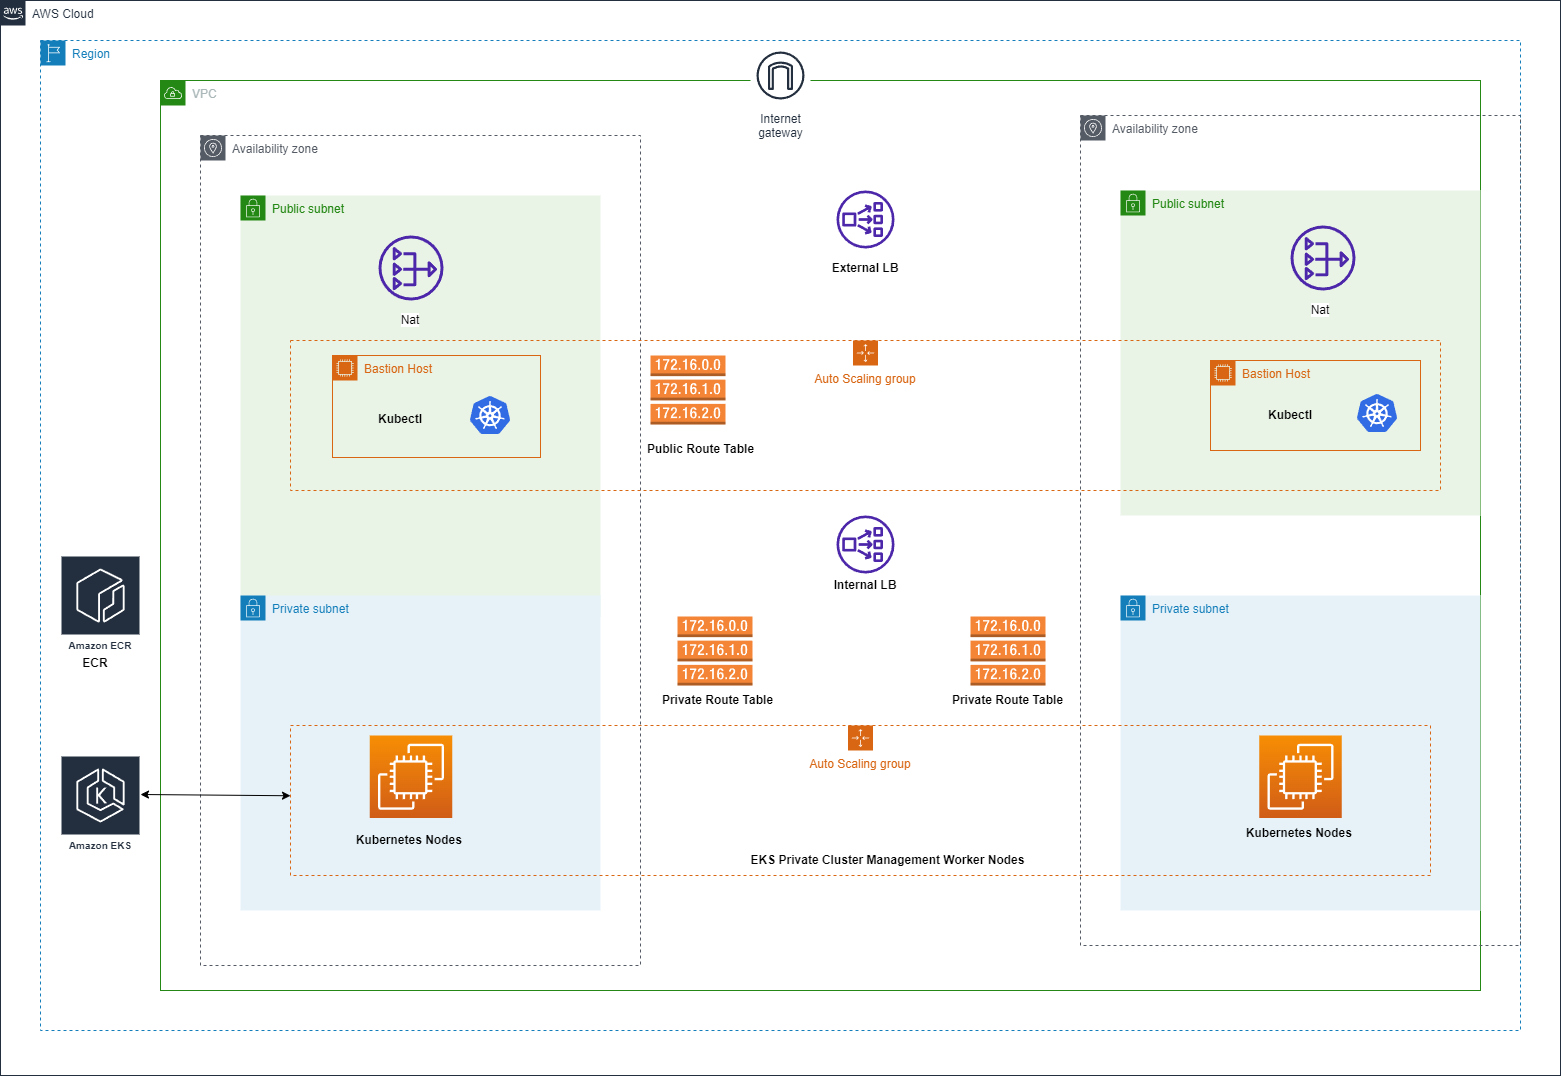 aws
AWS Cloud
Region
VPC
Internet
gateway
Availability zone
Availability zone
Public subnet
Public subnet
External LB
Nat
Nat
Auto Scaling group
Bastion Host
Kubectl
172.16.0.0
172.16.1.0
172.16.2.0
Public Route Table
Bastion Host
Kubectl
Internal LB
Amazon ECR
ECR
Private subnet
172.16.0.0
172.16.1.0
172.16.2.0
Private Route Table
172.16.0.0
172.16.1.0
172.16.2.0
Private Route Table
Private subnet
Auto Scaling group
K
Amazon EKS
Kubernetes Nodes
Kubernetes Nodes
EKS Private Cluster Management Worker Nodes